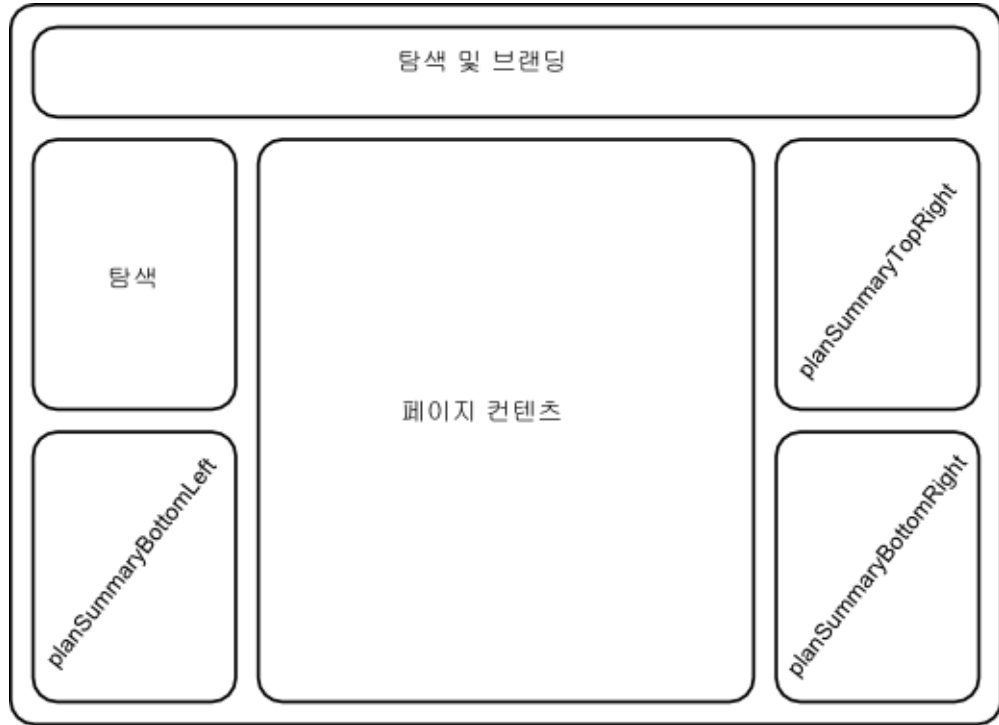 탐색 및 브랜딩
탐색
페이지 컨텐츠
planSummaryTopRight
planSummaryBottomLeft
planSummaryBottomRight